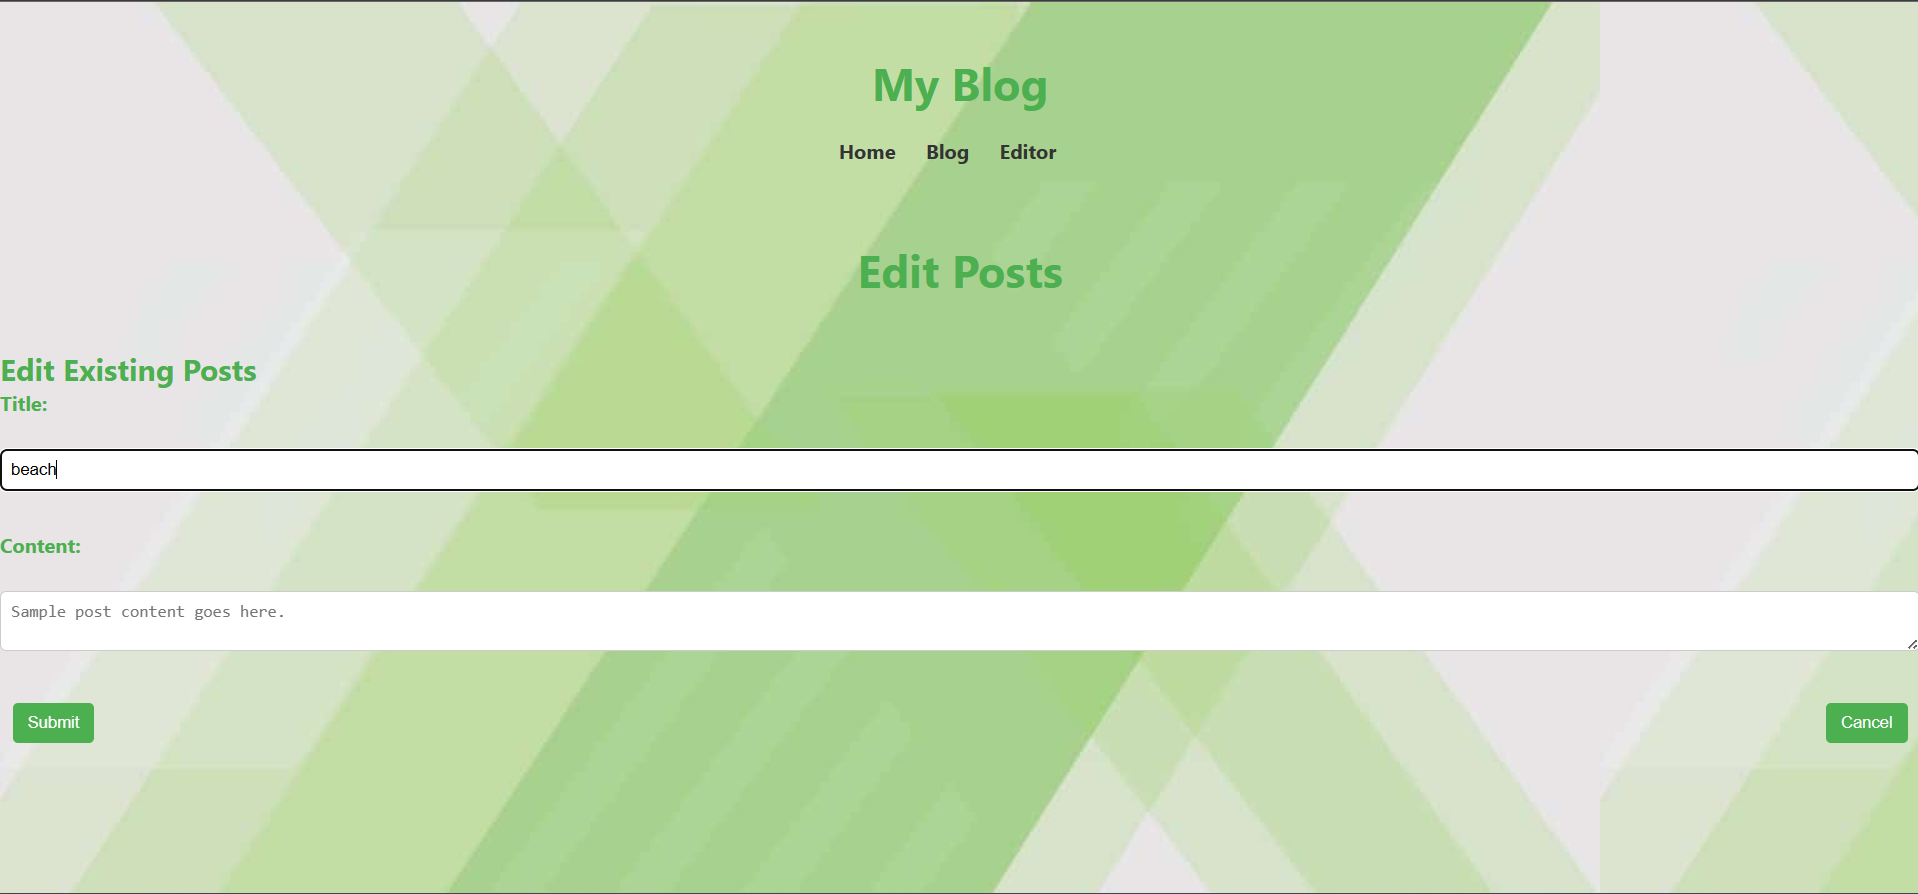 My Blog
Home Blog Editor
Edit Posts
Edit Existing Posts
Title:
beach
Content:
Sample post content goes here.
Submit Cancel